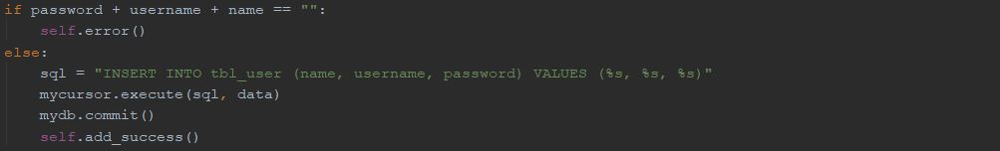 if password + username + name == "":
    self.error()
else:
    sql = "INSERT INTO tbl_user (name, username, password) VALUES (%s, %s, %s)"
    mycursor.execute(sql, data)
    mydb.commit()
    self.add_success()